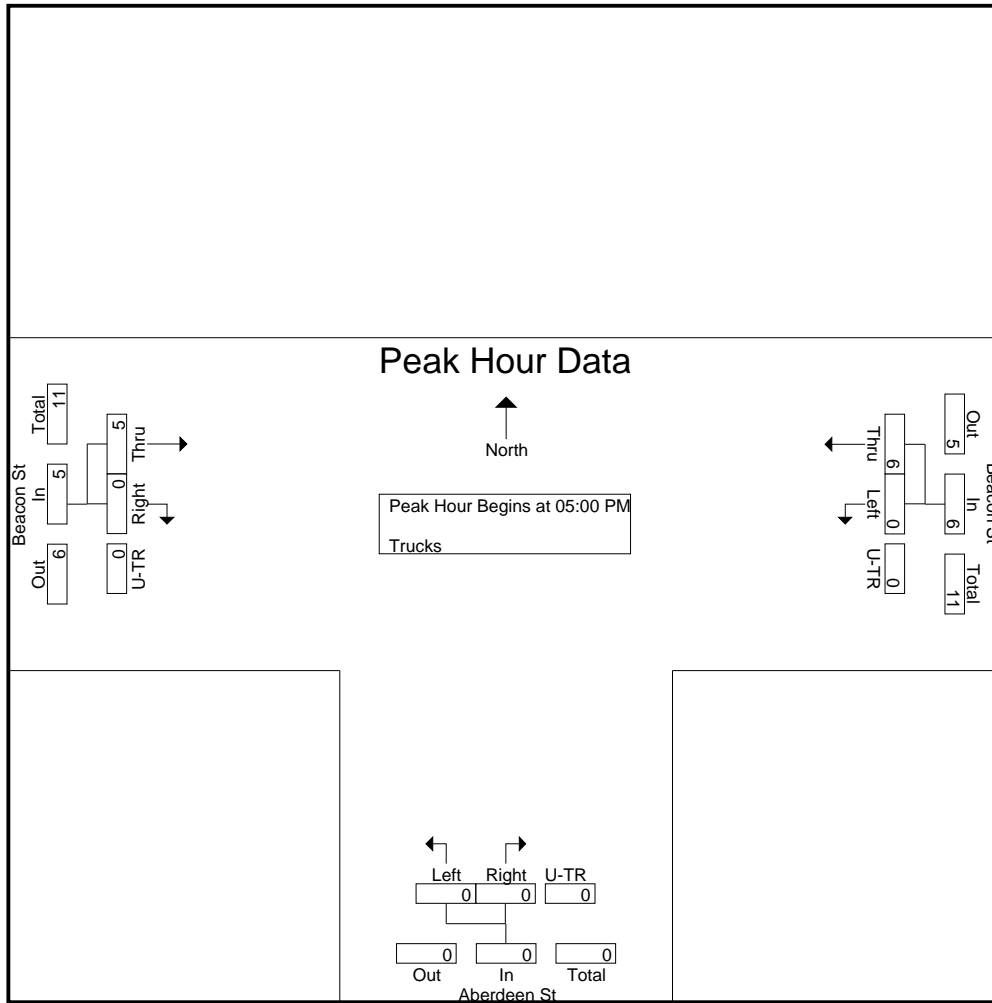 Peak Hour Data
North
Peak Hour Begins at 05:00 PM
Trucks
Beacon St
Total
11
In
5
Out
6
5
Thru
0
Right
0
U-TR
Thru
6
Left
0
U-TR
0
Out
5
In
6
Total
11
Beacon St
Left
Right
U-TR
0
0
0
0
0
0
Out
In
Total
Aberdeen St